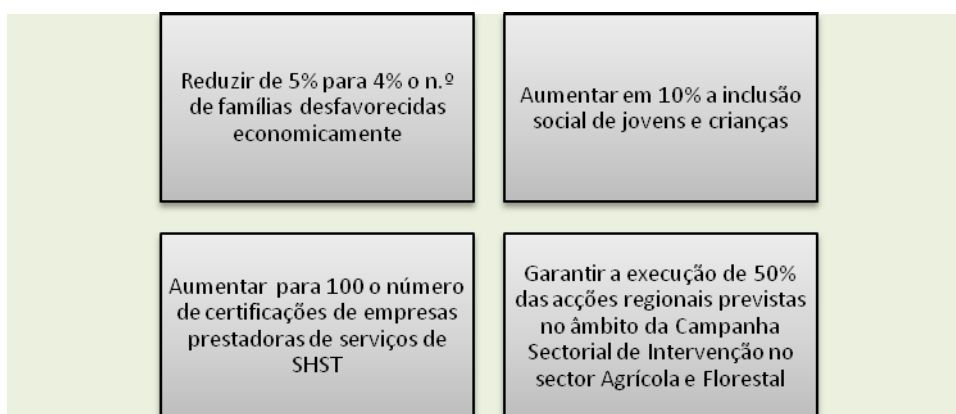 Reduzir de 5% para 4% o n.º
de famílias desfavorecidas
economicamente
Aumentar em 10% a inclusão
social de jovens e crianças
Aumentar para 100 o número
de certificações de empresas
prestadoras de serviços de
SHST
Garantir a execução de 50%
das acções regionais previstas
no âmbito da Campanha
Sectorial de Intervenção no
sector Agrícola e Florestal